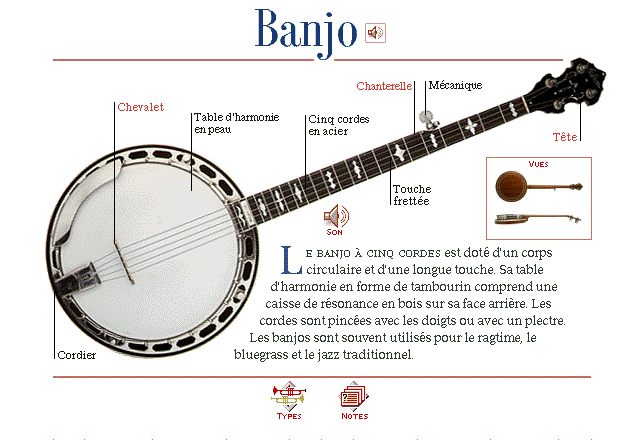 Banjo
Chanterelle
Mécanique
Chevalet
Table d'harmonie
en peau
Cinq cordes
en acier
Tête
Vues
Touche
frettée
Son
LE BANJO À CINQ CORDES est doté d'un corps
circulaire et d'une longue touche. Sa table
d'harmonie en forme de tambourin comprend une
caisse de résonance en bois sur sa face arrière. Les
cordes sont pincées avec les doigts ou avec un plectre.
Les banjos sont souvent utilisés pour le ragtime, le
bluegrass et le jazz traditionnel.
Cordier
Types
Notes